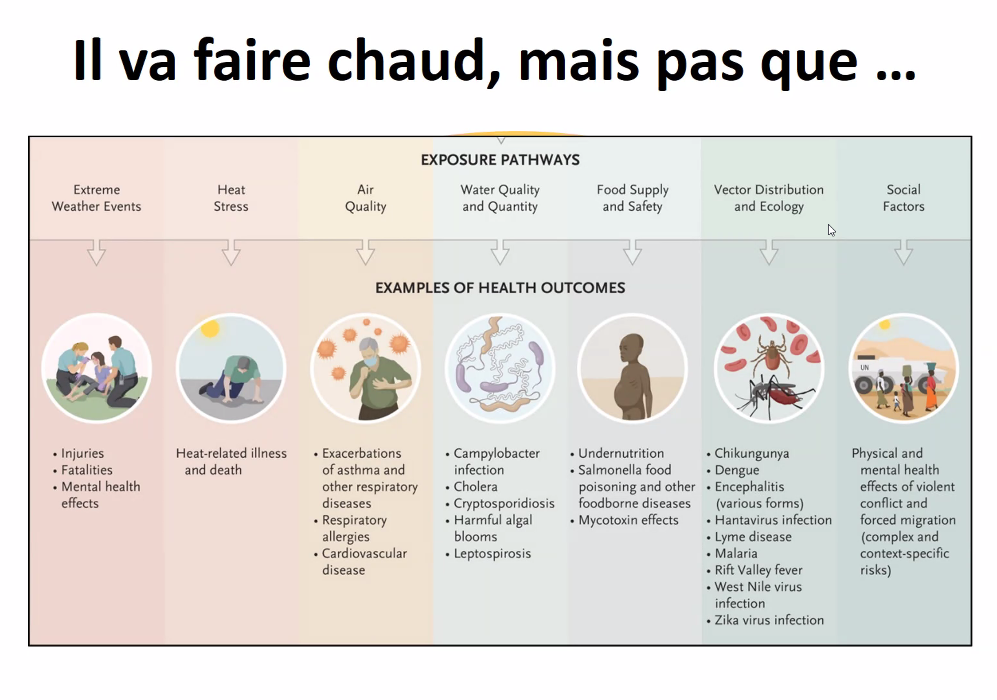 Il va faire chaud, mais pas que ...
EXPOSURE PATHWAYS
Extreme
Weather Events
Heat
Stress
Air
Quality
Water Quality
and Quantity
Food Supply
and Safety
Vector Distribution
and Ecology
Social
Factors
EXAMPLES OF HEALTH OUTCOMES
UN
• Injuries
• Fatalities
• Mental health
effects
Heat-related illness
and death
• Exacerbations
of asthma and
other respiratory
diseases
• Respiratory
allergies
• Cardiovascular
disease
• Campylobacter
infection
• Cholera
• Cryptosporidiosis
• Harmful algal
blooms
• Leptospirosis
• Undernutrition
• Salmonella food
poisoning and other
foodborne diseases
• Mycotoxin effects
• Chikungunya
• Dengue
• Encephalitis
(various forms)
• Hantavirus infection
• Lyme disease
• Malaria
• Rift Valley fever
• West Nile virus
infection
• Zika virus infection
Physical and
mental health
effects of violent
conflict and
forced migration
(complex and
context-specific
risks)